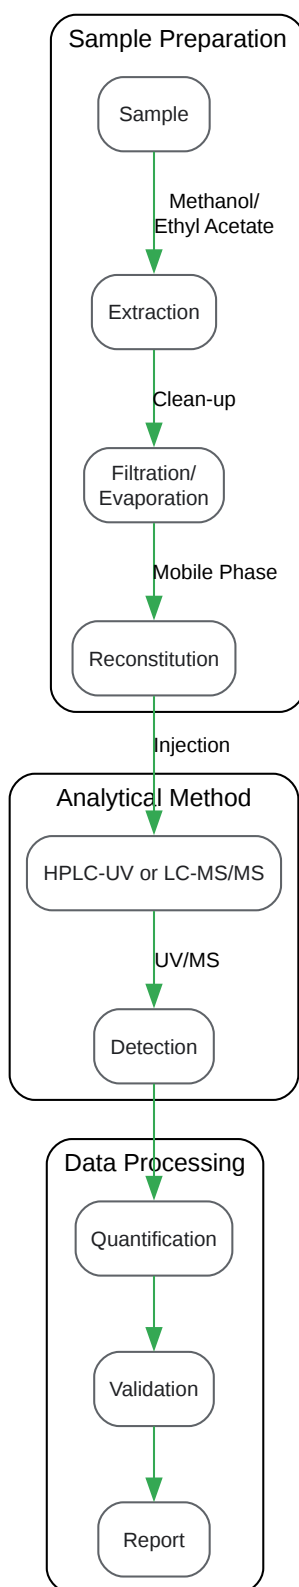 Sample Preparation
Sample
Methanol/
Ethyl Acetate
Extraction
Clean-up
Filtration/
Evaporation
Mobile Phase
Reconstitution
Injection
Analytical Method
HPLC-UV or LC-MS/MS
UV/MS
Detection
Data Processing
Quantification
Validation
Report